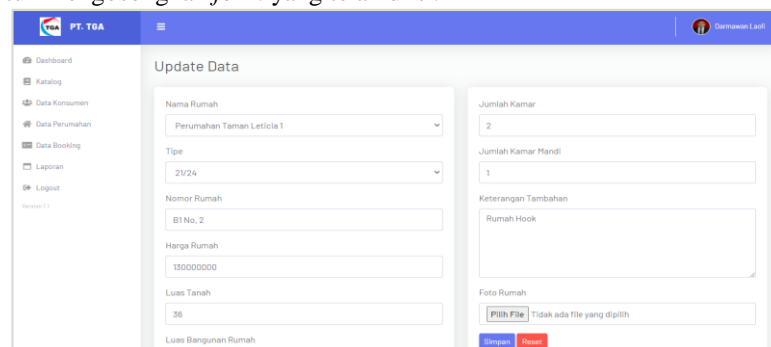 TGA PT. TGA
Darmawan Laoli
Dashboard
Katalog
Data Konsumen
Data Perumahan
Data Booking
Laporan
Logout
Update Data
Nama Rumah
Perumahan Taman Leticia 1
Tipe
21/24
Nomor Rumah
B1 No, 2
Harga Rumah
130000000
Luas Tanah
36
Luas Bangunan Rumah
Jumlah Kamar
2
Jumlah Kamar Mandi
1
Keterangan Tambahan
Rumah Hook
Foto Rumah
Pilih File Tidak ada file yang dipilih
Simpan Reset